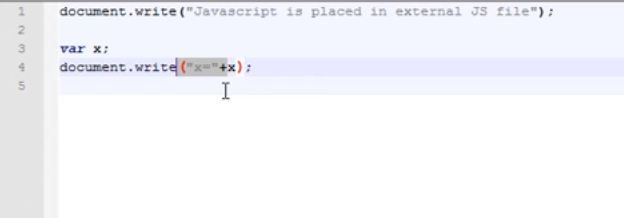 1 document.write("Javascript is placed in external JS file");
2
3 var x;
4 document.write("x="+x);
5